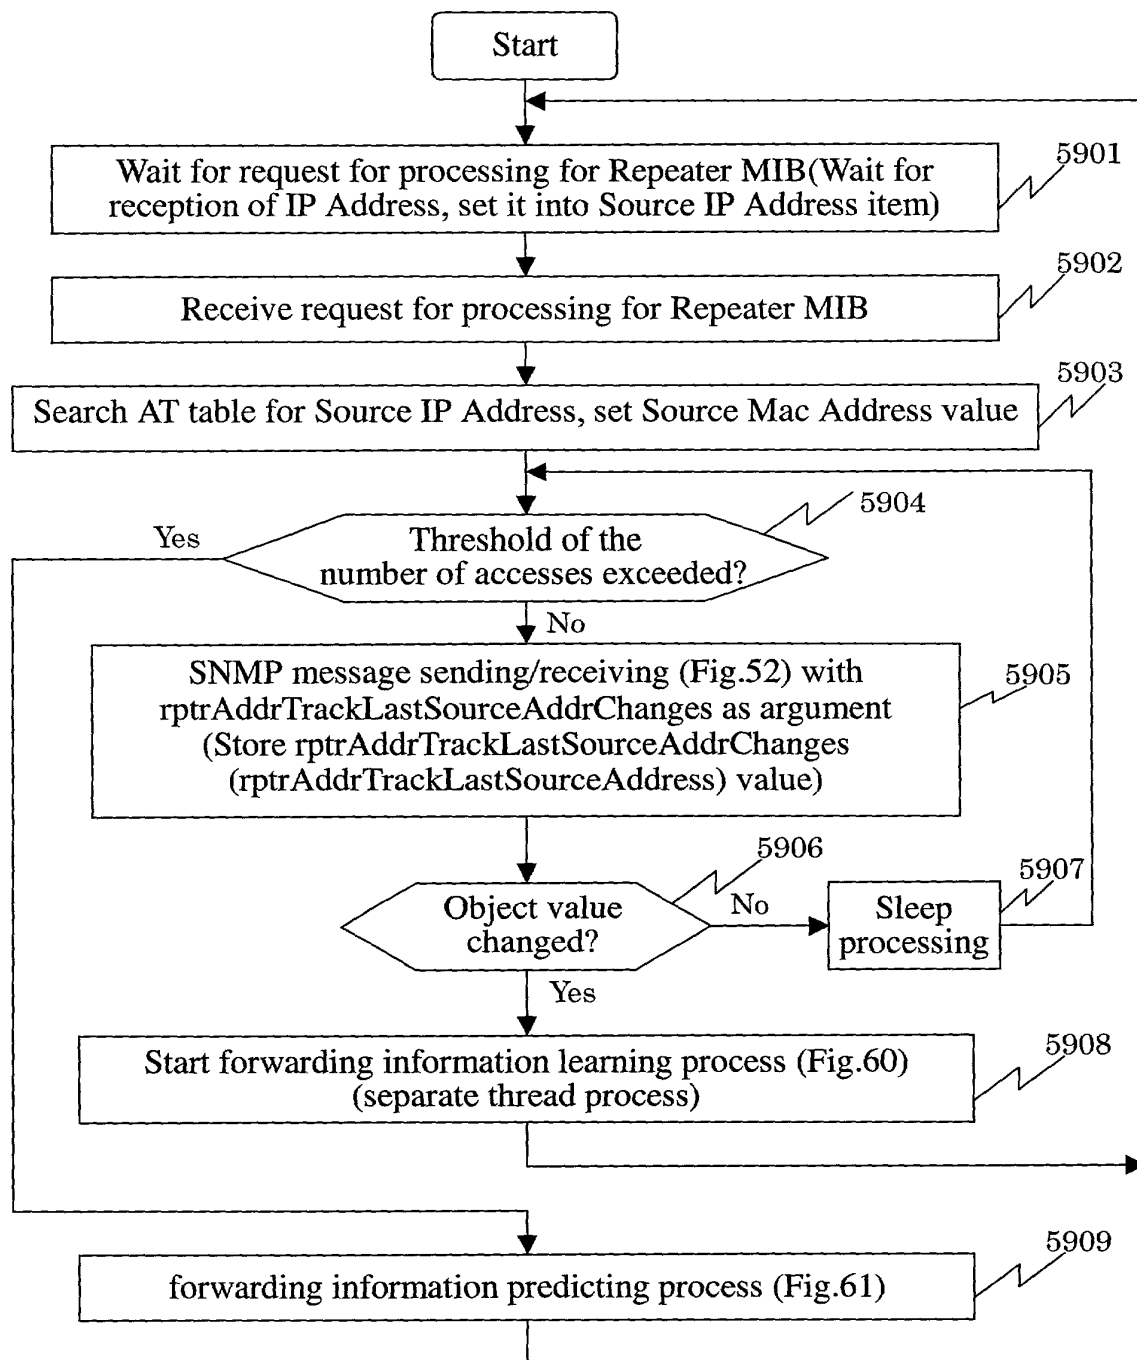 Start
Wait for request for processing for Repeater MIB(Wait for
reception of IP Address, set it into Source IP Address item)
5901
Receive request for processing for Repeater MIB
5902
Search AT table for Source IP Address, set Source Mac Address value
5903
Threshold of the
number of accesses exceeded?
5904
Yes
No
SNMP message sending/receiving (Fig.52) with
rptrAddrTrackLastSourceAddrChanges as argument
(Store rptrAddrTrackLastSourceAddrChanges
(rptrAddrTrackLastSourceAddress) value)
5905
Object value
changed?
5906
No
Sleep
processing
5907
Yes
Start forwarding information learning process (Fig.60)
(separate thread process)
5908
forwarding information predicting process (Fig.61)
5909